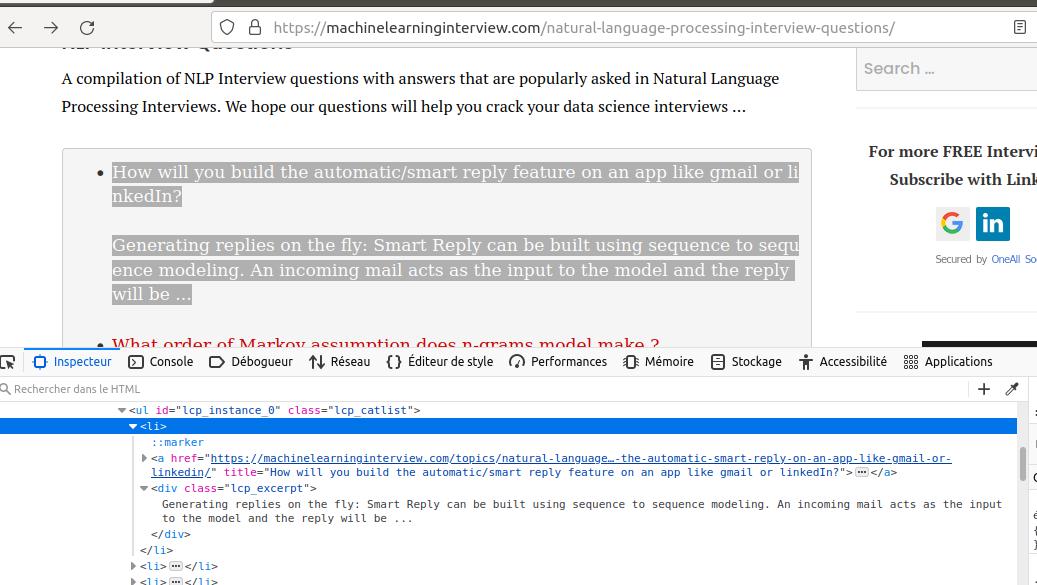 https://machinelearninginterview.com/natural-language-processing-interview-questions/
NLP Interview Questions
A compilation of NLP Interview questions with answers that are popularly asked in Natural Language
Processing Interviews. We hope our questions will help you crack your data science interviews ...
Search ...
• How will you build the automatic/smart reply feature on an app like gmail or li
nkedIn?
Generating replies on the fly: Smart Reply can be built using sequence to sequ
ence modeling. An incoming mail acts as the input to the model and the reply
will be ...
• What order of Markov assumption does n-grams model make ?
For more FREE Intervi
Subscribe with Link
in
Secured by OneAll So
Inspecteur Console Débogueur Réseau Éditeur de style Performances Mémoire Stockage Accessibilité Applications
Rechercher dans le HTML
<ul id="lcp_instance_0" class="lcp_catlist">
<li>
::marker
<a href="https://machinelearninginterview.com/topics/natural-language…-the-automatic-smart-reply-on-an-app-like-gmail-or-
linkedin/" title="How will you build the automatic/smart reply feature on an app like gmail or linkedIn?">…</a>
<div class="lcp_excerpt">
Generating replies on the fly: Smart Reply can be built using sequence to sequence modeling. An incoming mail acts as the input
to the model and the reply will be ...
</div>
</li>
<li>…</li>
<li>…</li>